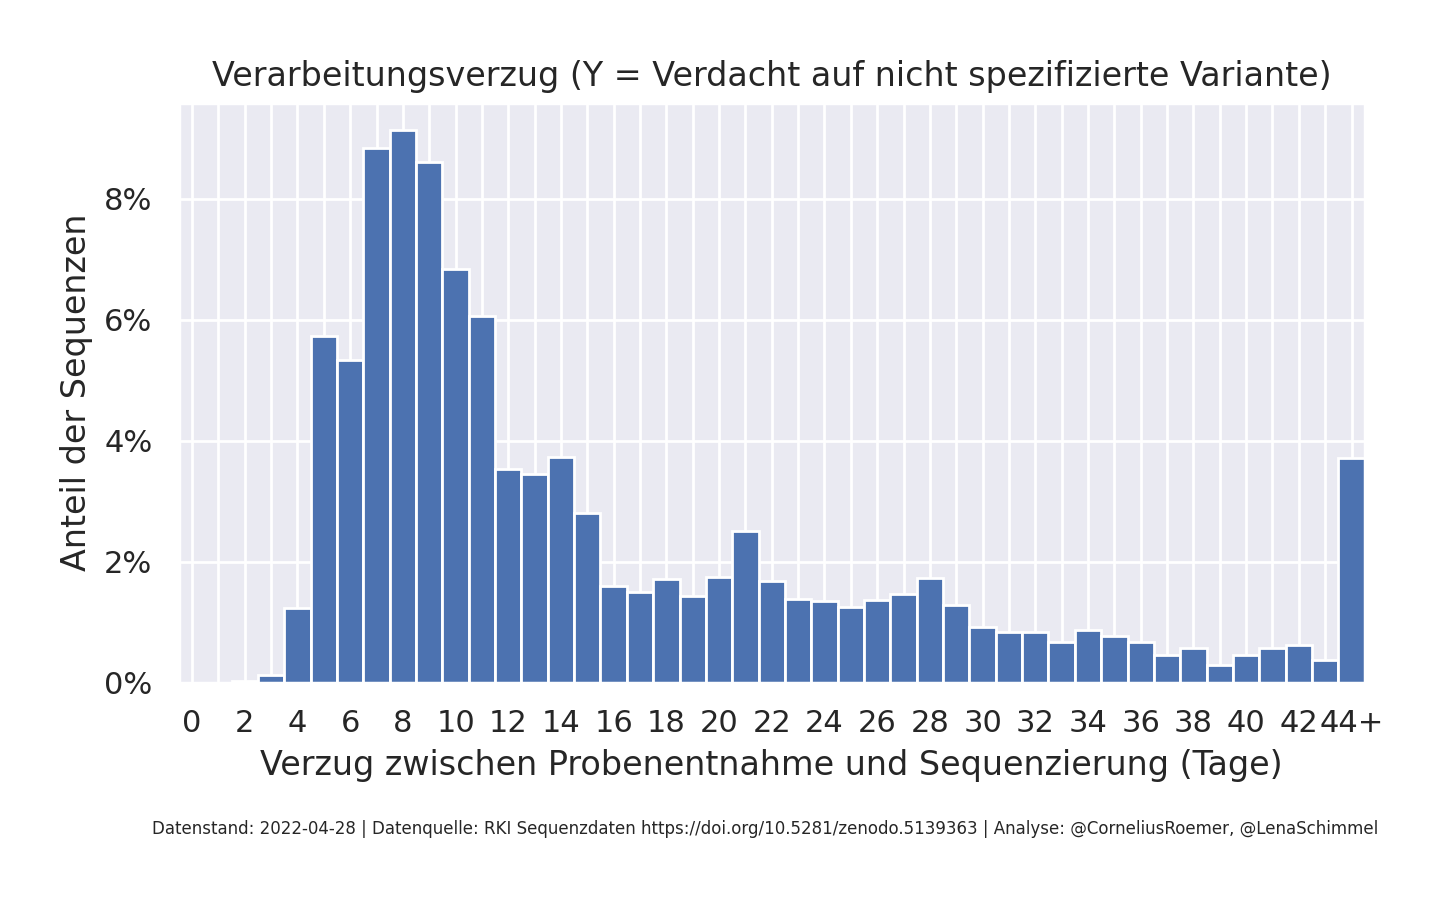 Verarbeitungsverzug (Y = Verdacht auf nicht spezifizierte Variante)
Anteil der Sequenzen
8%
6%
4%
2%
0%
0 2 4 6 8 10 12 14 16 18 20 22 24 26 28 30 32 34 36 38 40 42 44+
Verzug zwischen Probenentnahme und Sequenzierung (Tage)
Datenstand: 2022-04-28 | Datenquelle: RKI Sequenzdaten https://doi.org/10.5281/zenodo.5139363 | Analyse: @CorneliusRoemer, @LenaSchimmel